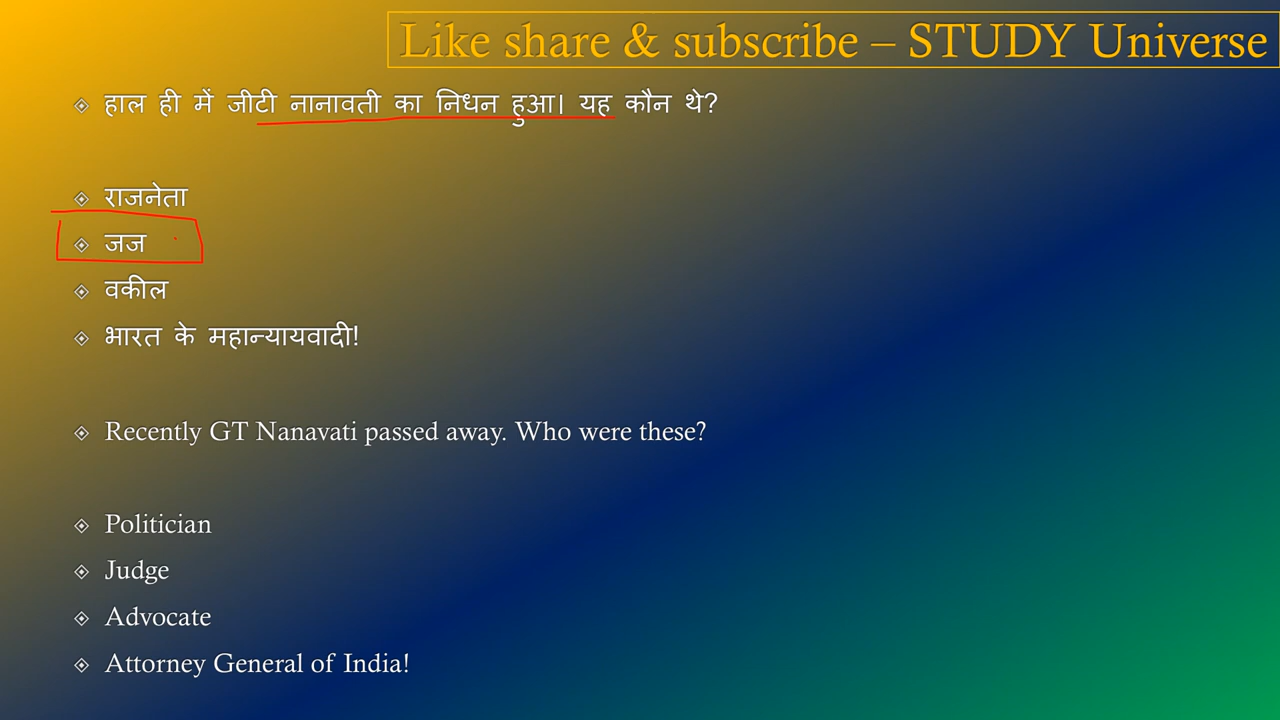 Like share & subscribe – STUDY Universe
हाल ही में जीटी नानावती का निधन हुआ। यह कौन थे?
राजनेता
जज
वकील
भारत के महान्यायवादी!
Recently GT Nanavati passed away. Who were these?
Politician
Judge
Advocate
Attorney General of India!